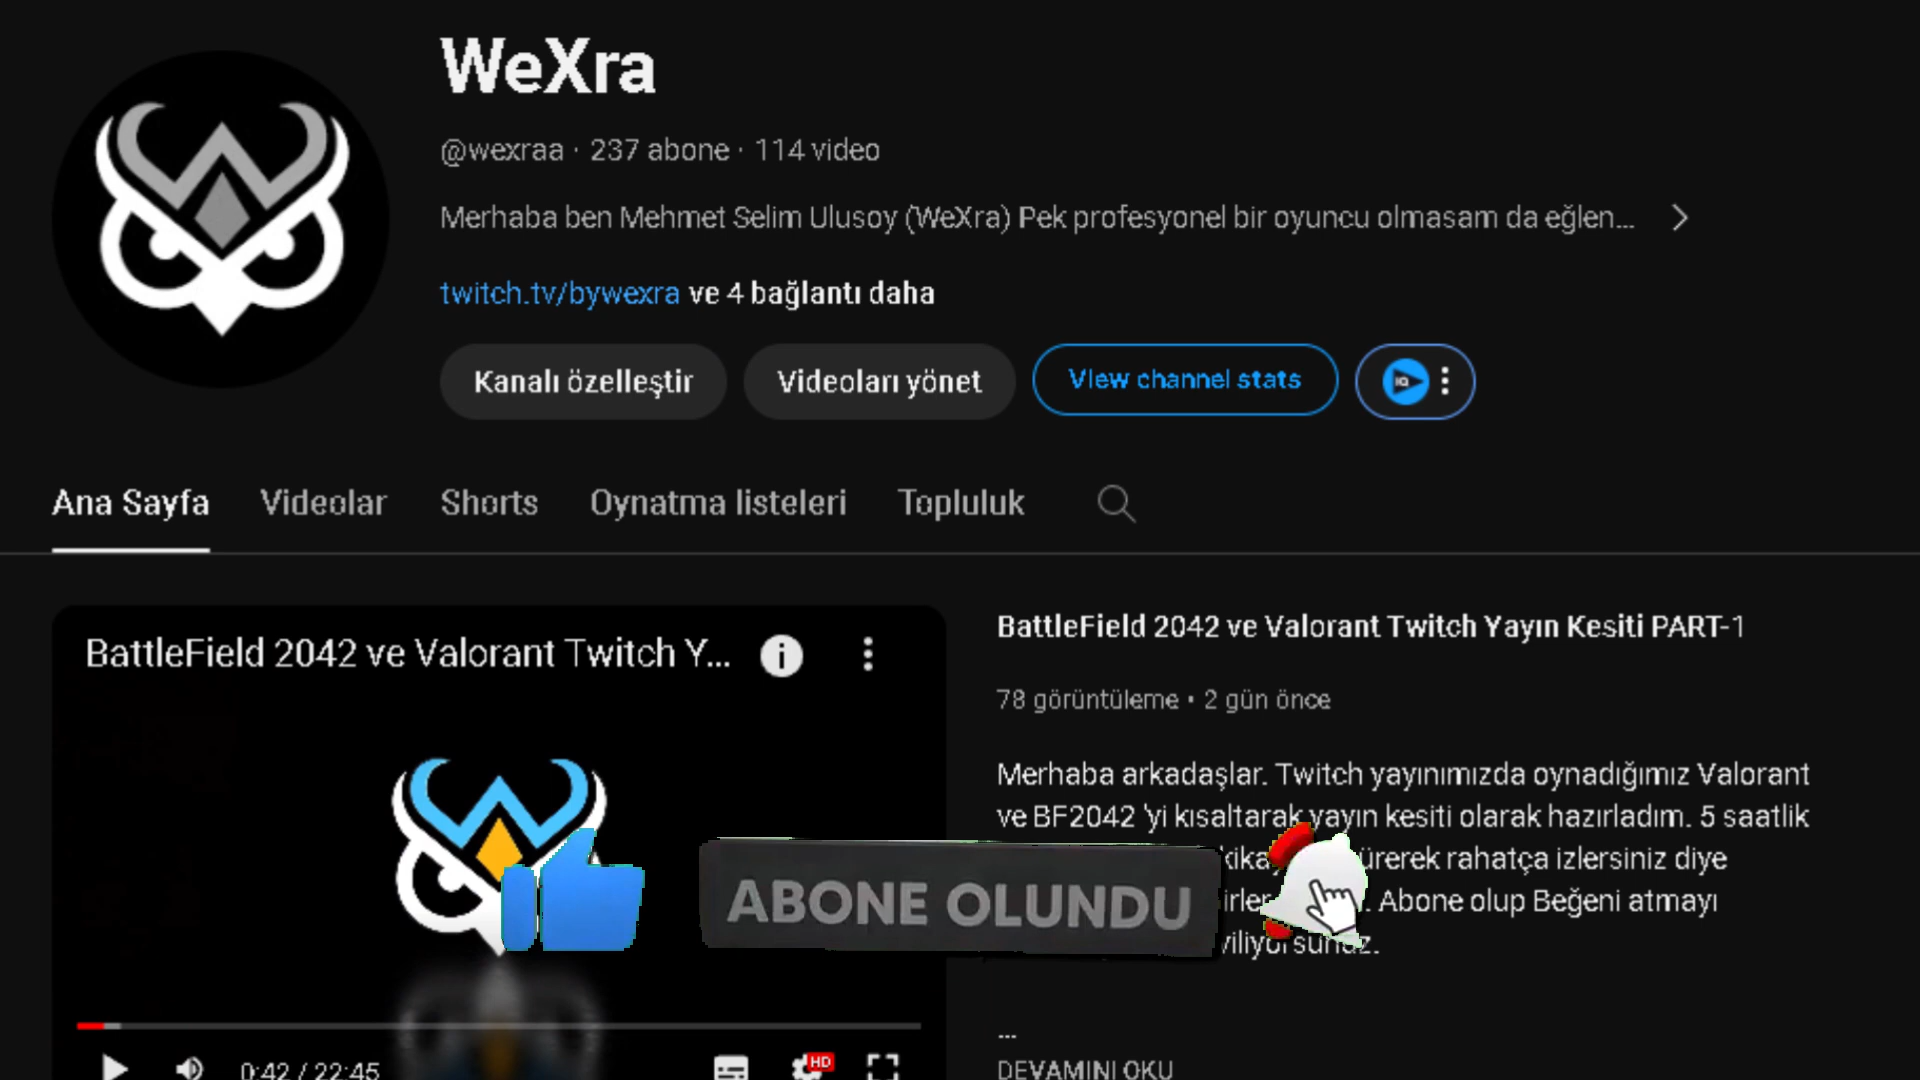 WeXra
@wexraa · 237 abone · 114 video
Merhaba ben Mehmet Selim Ulusoy (WeXra) Pek profesyonel bir oyuncu olmasam da eğlen...
twitch.tv/bywexra ve 4 bağlantı daha
Kanalı özelleştir
Videoları yönet
View channel stats
IQ
Ana Sayfa
Videolar
Shorts
Oynatma listeleri
Topluluk
BattleField 2042 ve Valorant Twitch Y...
BattleField 2042 ve Valorant Twitch Yayın Kesiti PART-1
78 görüntüleme • 2 gün önce
Merhaba arkadaşlar. Twitch yayınımızda oynadığımız Valorant
ve BF2042 'yi kısaltarak yayın kesiti olarak hazırladım. 5 saatlik
rahatça izlersiniz diye
Abone olup Beğeni atmayı
ABONE OLUNDU
...
DEVAMINI OKU
0:42 / 22:45
HD